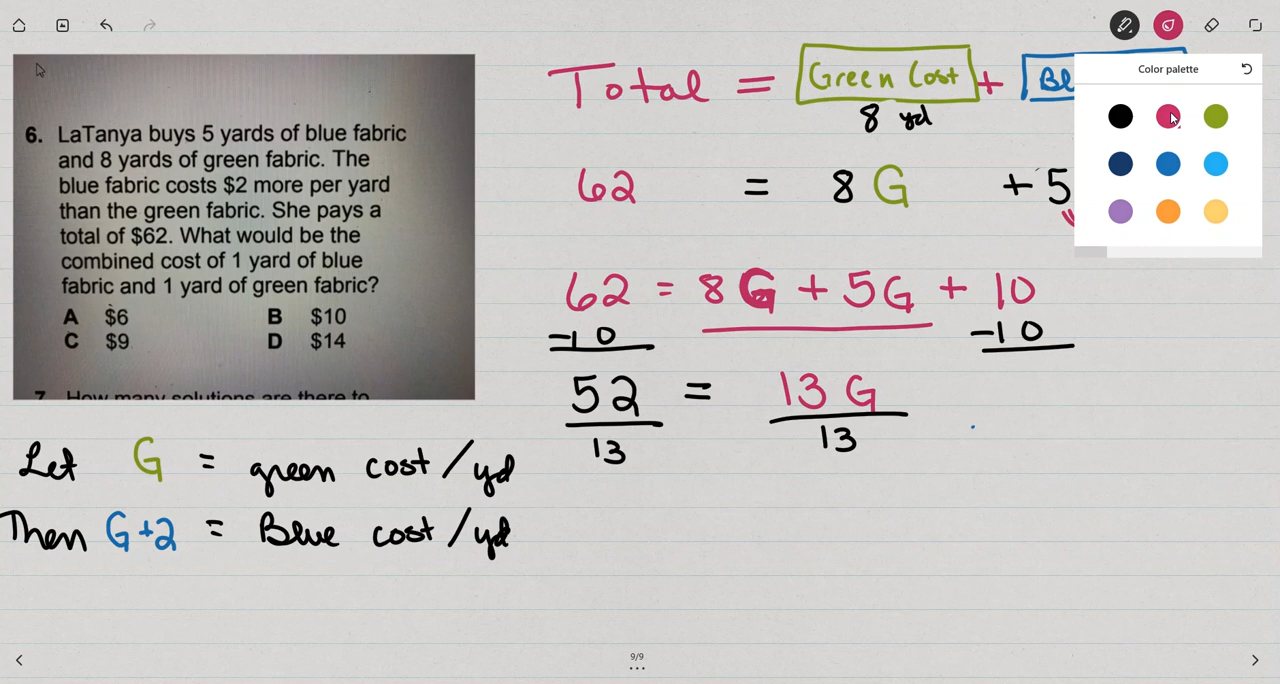 Color palette
6. LaTanya buys 5 yards of blue fabric
and 8 yards of green fabric. The
blue fabric costs $2 more per yard
than the green fabric. She pays a
total of $62. What would be the
combined cost of 1 yard of blue
fabric and 1 yard of green fabric?
A $6 B $10
C $9 D $14
Total = Green Cost + Bl
8 yd
62 = 8 G + 5
62 = 8 G + 5G + 10
-10 -10
52 = 13 G
13 13
Let G = green cost / yd
Then G+2 = Blue cost / yd
9/9